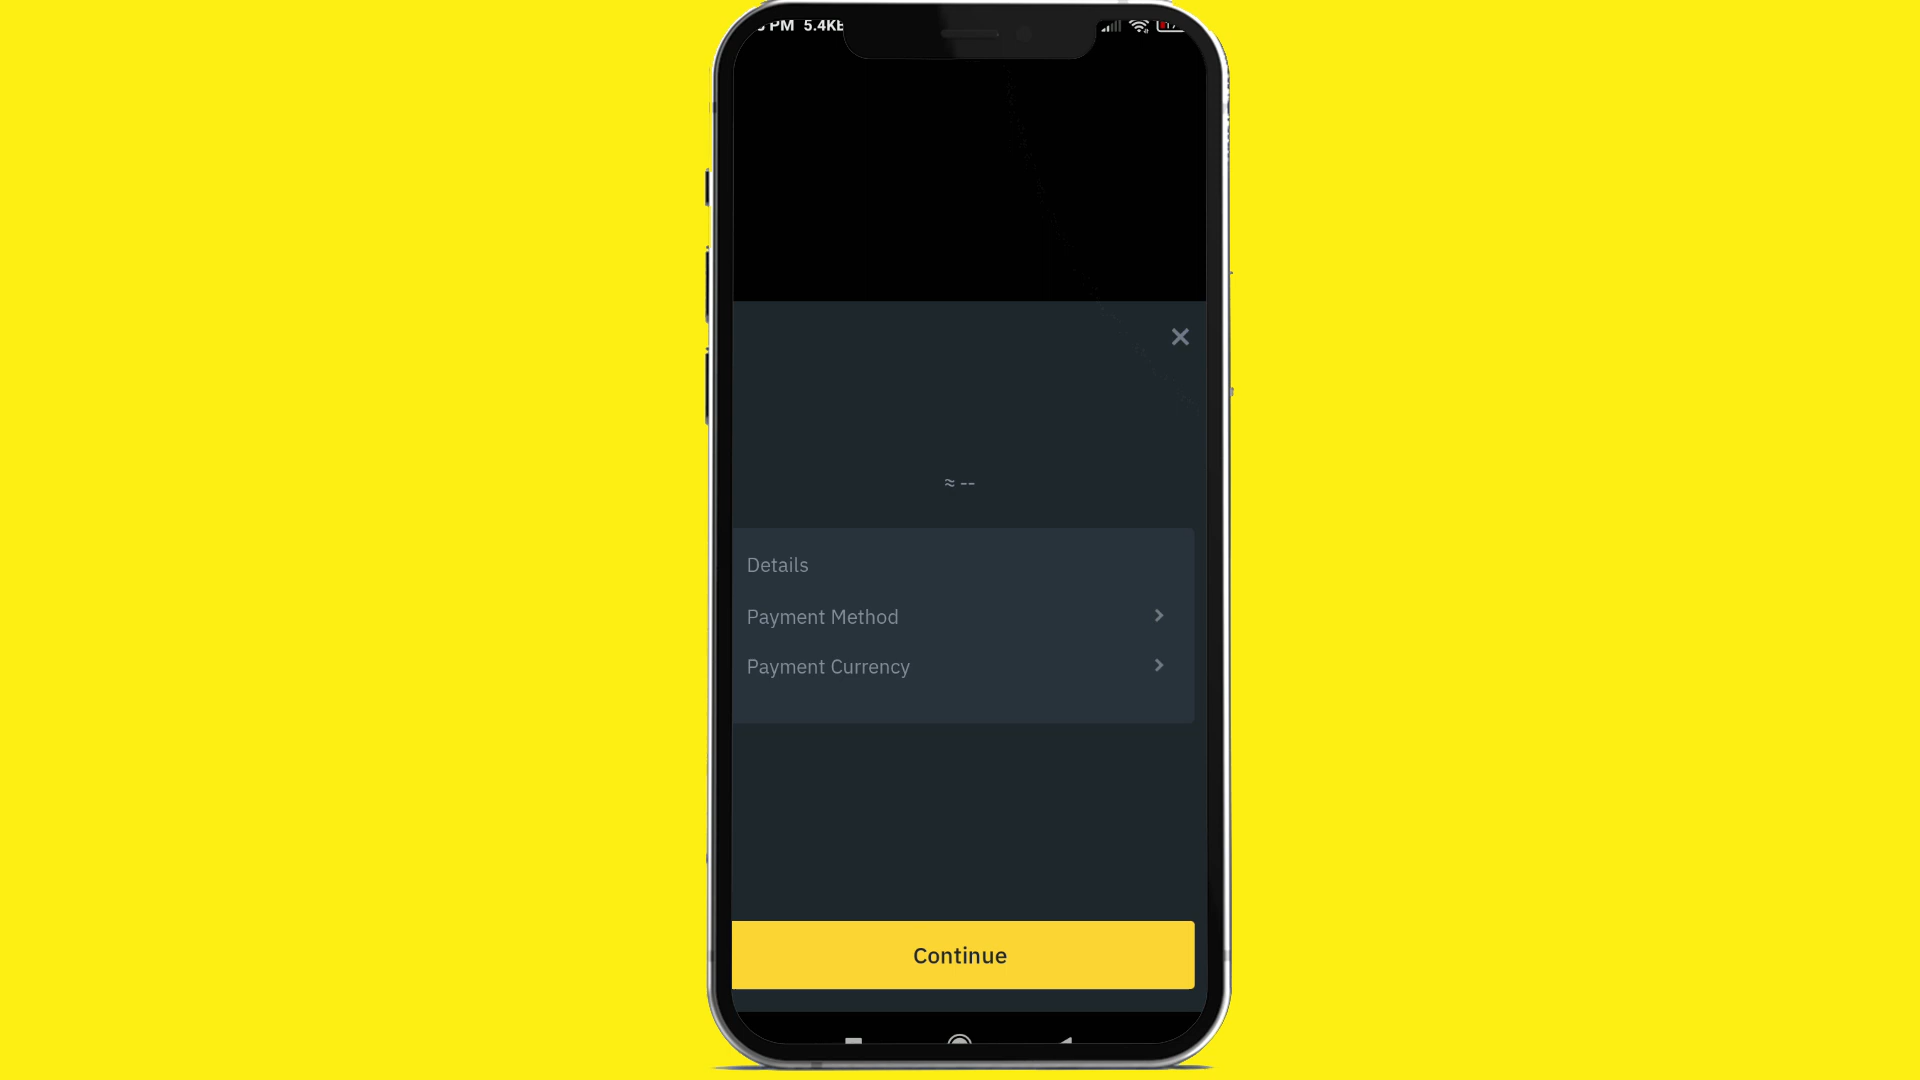 PM 5.4KB
≈ --
Details
Payment Method
Payment Currency
Continue